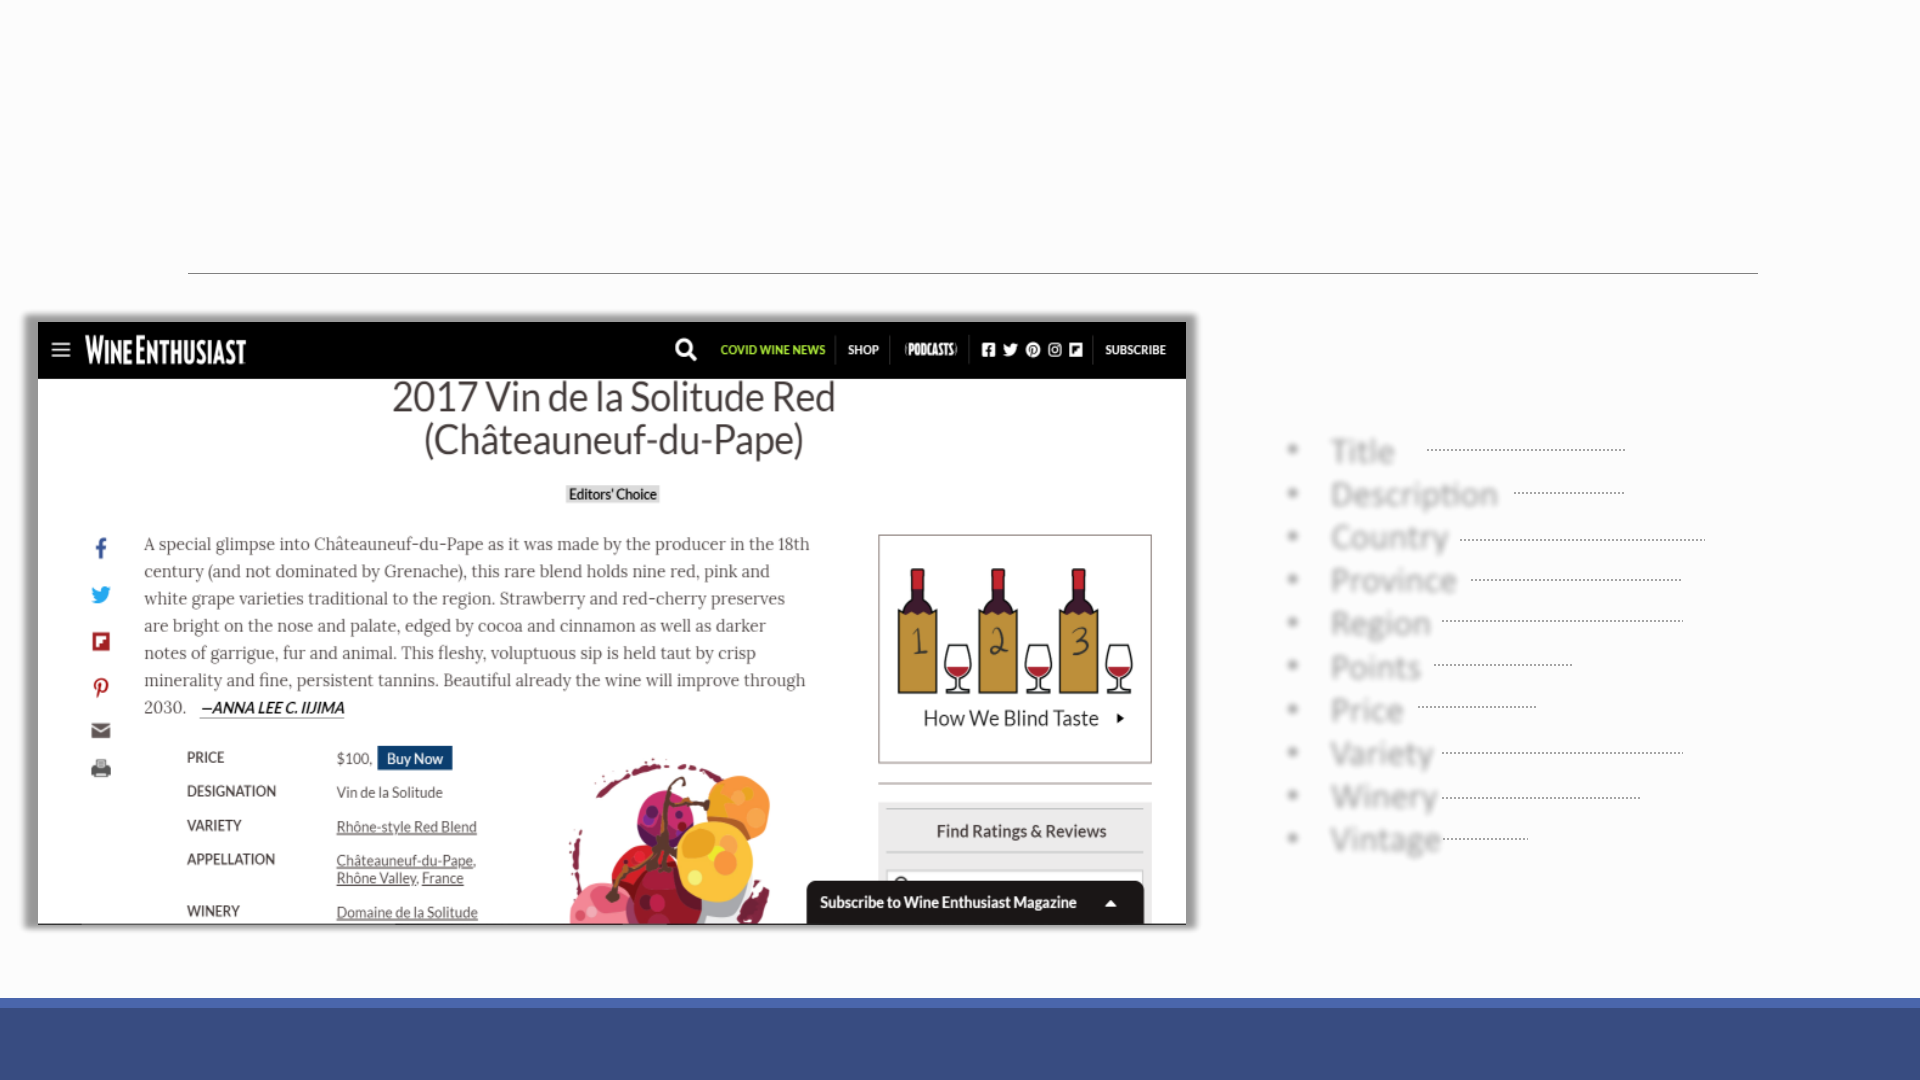 WINE ENTHUSIAST
COVID WINE NEWS SHOP PODCASTS SUBSCRIBE
2017 Vin de la Solitude Red
(Châteauneuf-du-Pape)
Editors' Choice
A special glimpse into Châteauneuf-du-Pape as it was made by the producer in the 18th
century (and not dominated by Grenache), this rare blend holds nine red, pink and
white grape varieties traditional to the region. Strawberry and red-cherry preserves
are bright on the nose and palate, edged by cocoa and cinnamon as well as darker
notes of garrigue, fur and animal. This fleshy, voluptuous sip is held taut by crisp
minerality and fine, persistent tannins. Beautiful already the wine will improve through
2030. —ANNA LEE C. IIJIMA
PRICE $100, Buy Now
DESIGNATION Vin de la Solitude
VARIETY Rhône-style Red Blend
APPELLATION Châteauneuf-du-Pape,
Rhône Valley, France
WINERY Domaine de la Solitude
1 2 3
How We Blind Taste
Find Ratings & Reviews
Subscribe to Wine Enthusiast Magazine
• Title
• Description
• Country
• Province
• Region
• Points
• Price
• Variety
• Winery
• Vintage